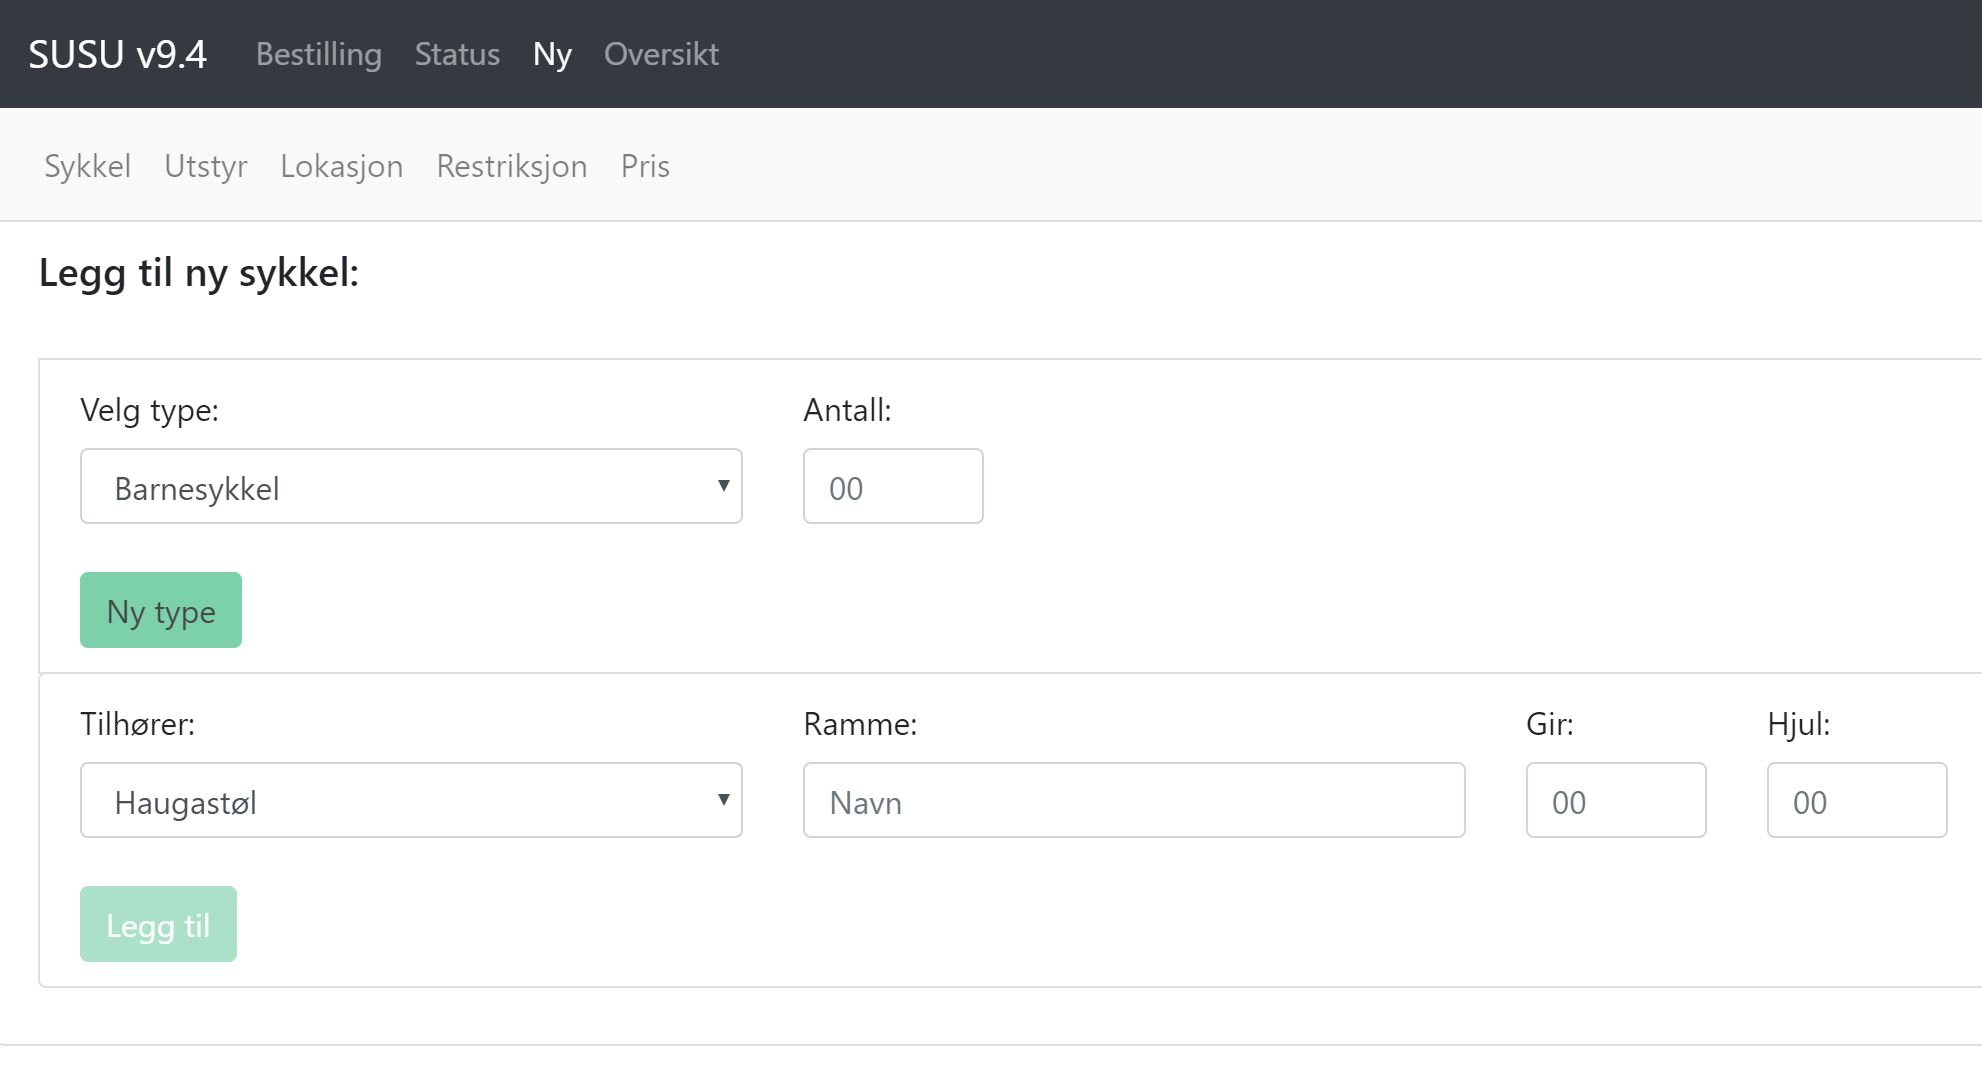 SUSU v9.4 Bestilling Status Ny Oversikt
Sykkel Utstyr Lokasjon Restriksjon Pris
Legg til ny sykkel:
Velg type: Antall:
Barnesykkel 00
Ny type
Tilhører: Ramme: Gir: Hjul:
Haugastøl Navn 00 00
Legg til